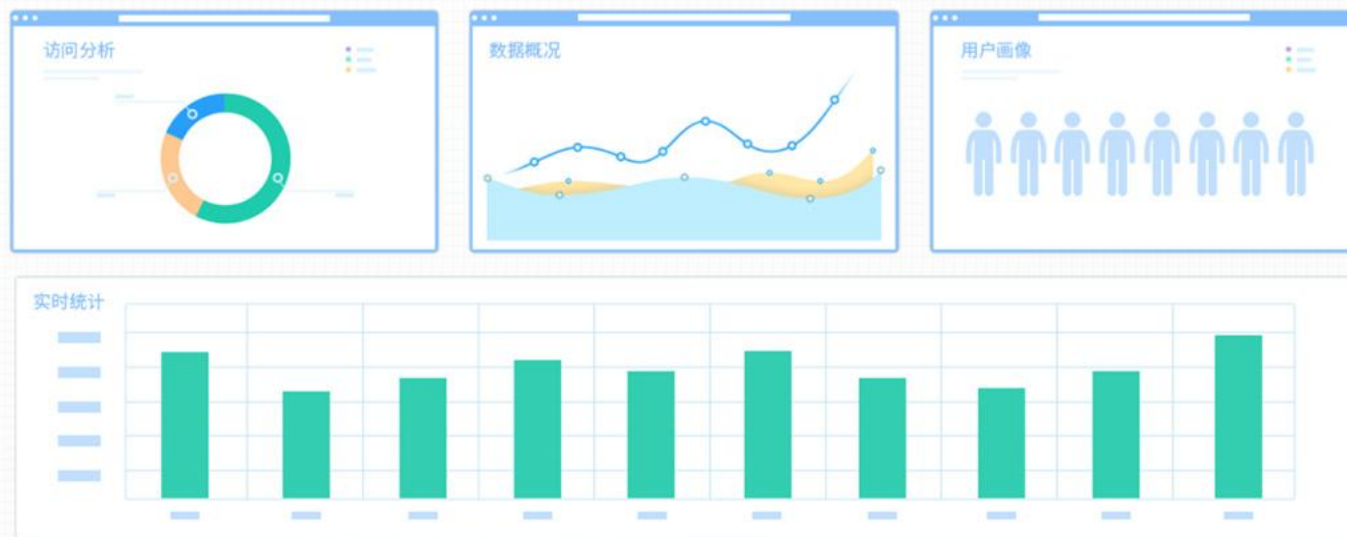 访问分析
数据概况
用户画像
实时统计